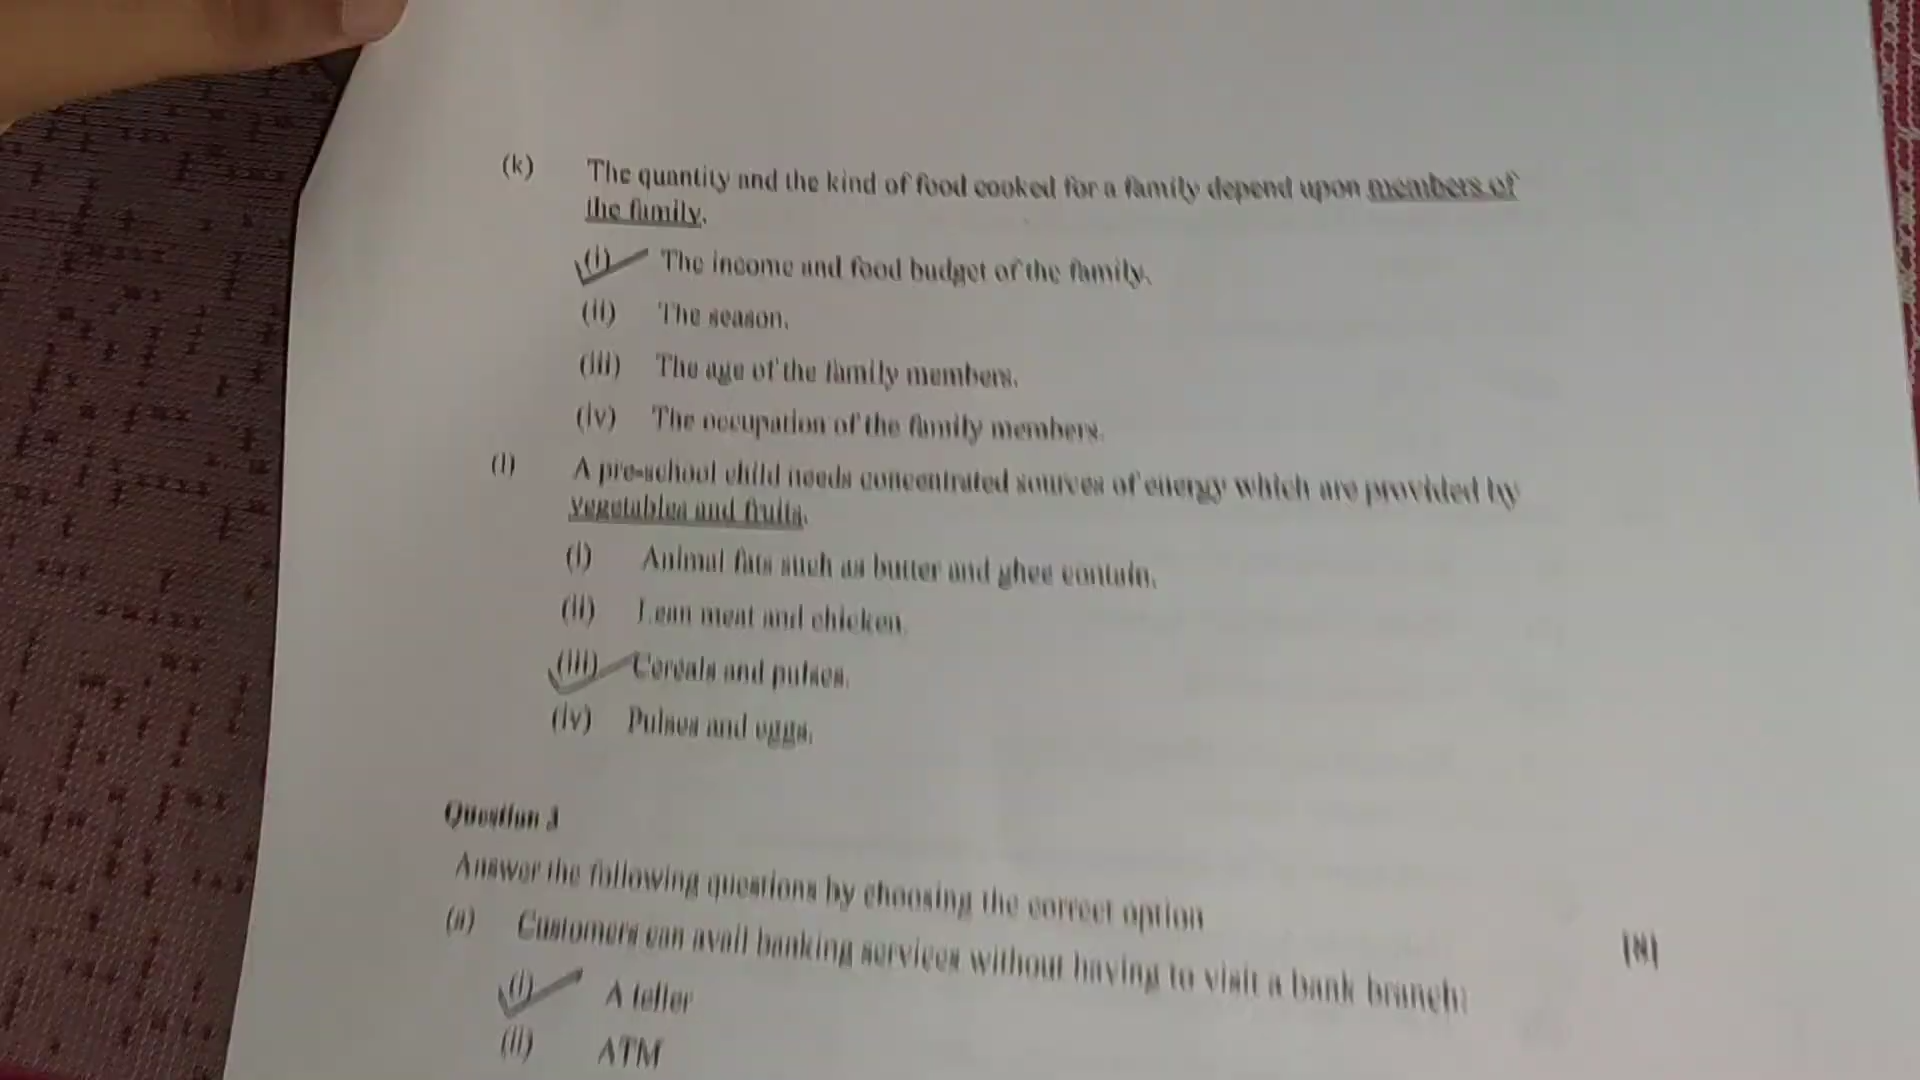 (k) The quantity and the kind of food cooked for a family depend upon members of
the family.
(i) The income and food budget of the family.
(ii) The season.
(iii) The age of the family members.
(iv) The occupation of the family members.
(l) A pre-school child needs concentrated sources of energy which are provided by
vegetables and fruits.
(i) Animal fats such as butter and ghee contain.
(ii) Lean meat and chicken.
(iii) Cereals and pulses.
(iv) Pulses and eggs.
Question 3
Answer the following questions by choosing the correct option
[8]
(a) Customers can avail banking services without having to visit a bank branch:
(i) A teller
(ii) ATM